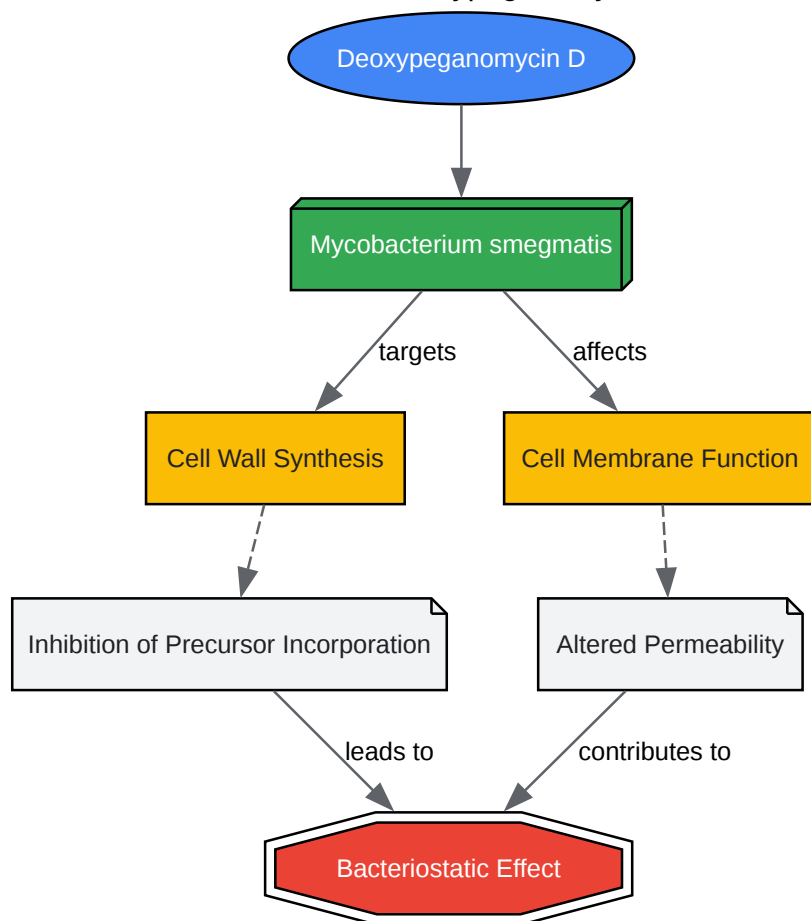 Deoxypeganomycin D
Mycobacterium smegmatis
targets
affects
Cell Wall Synthesis
Cell Membrane Function
Inhibition of Precursor Incorporation
Altered Permeability
leads to
contributes to
Bacteriostatic Effect